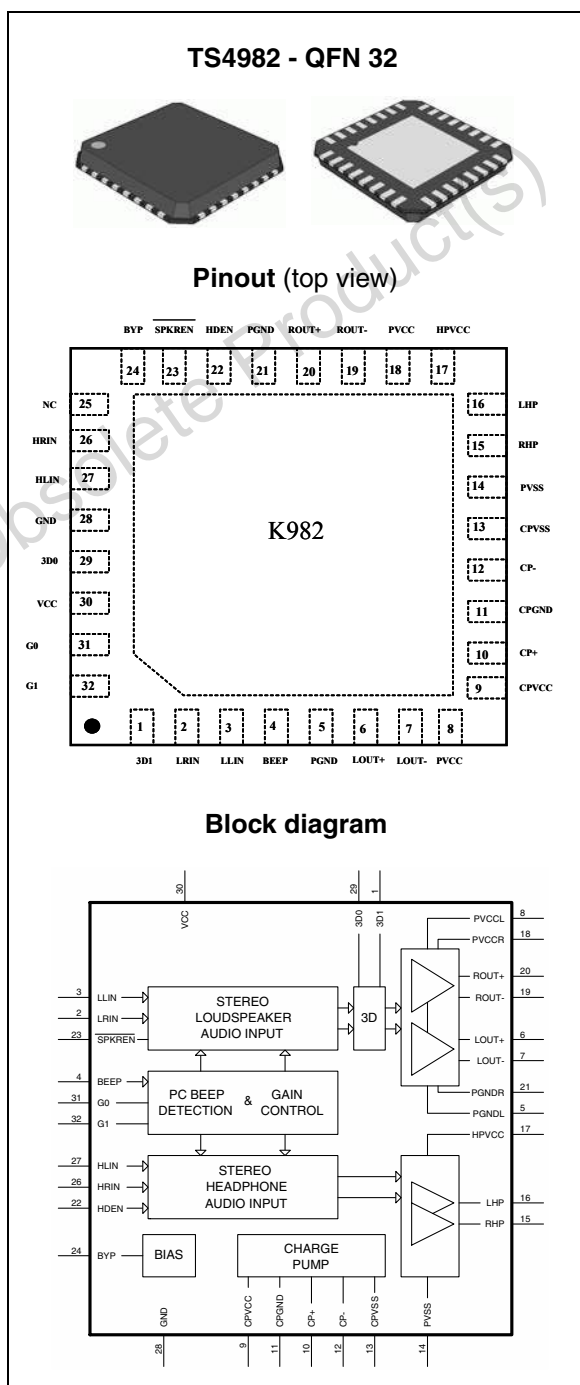 TS4982 - QFN 32
Obsolete Product(s)
Pinout (top view)
BYP SPKREN HDEN PGND ROUT+ ROUT- PVCC HPVCC
24 23 22 21 20 19 18 17
NC 25 16 LHP
HRIN 26 15 RHP
HLIN 27 14 PVSS
GND 28 13 CPVSS
K982
3D0 29 12 CP-
VCC 30 11 CPGND
G0 31 10 CP+
G1 32 9 CPVCC
1 2 3 4 5 6 7 8
3D1 LRIN LLIN BEEP PGND LOUT+ LOUT- PVCC
Block diagram
30 29 1
VCC 3D0 3D1
PVCCL 8
PVCCR 18
3 LLIN
2 LRIN
23 SPKREN
STEREO
LOUDSPEAKER
AUDIO INPUT
3D
ROUT+ 20
ROUT- 19
LOUT+ 6
LOUT- 7
4 BEEP
31 G0
32 G1
PC BEEP
DETECTION
&
GAIN
CONTROL
PGNDR 21
PGNDL 5
HPVCC 17
27 HLIN
26 HRIN
22 HDEN
STEREO
HEADPHONE
AUDIO INPUT
LHP 16
RHP 15
24 BYP
BIAS
CHARGE
PUMP
GND CPVCC CPGND CP+ CP- CPVSS PVSS
28 9 11 10 12 13 14